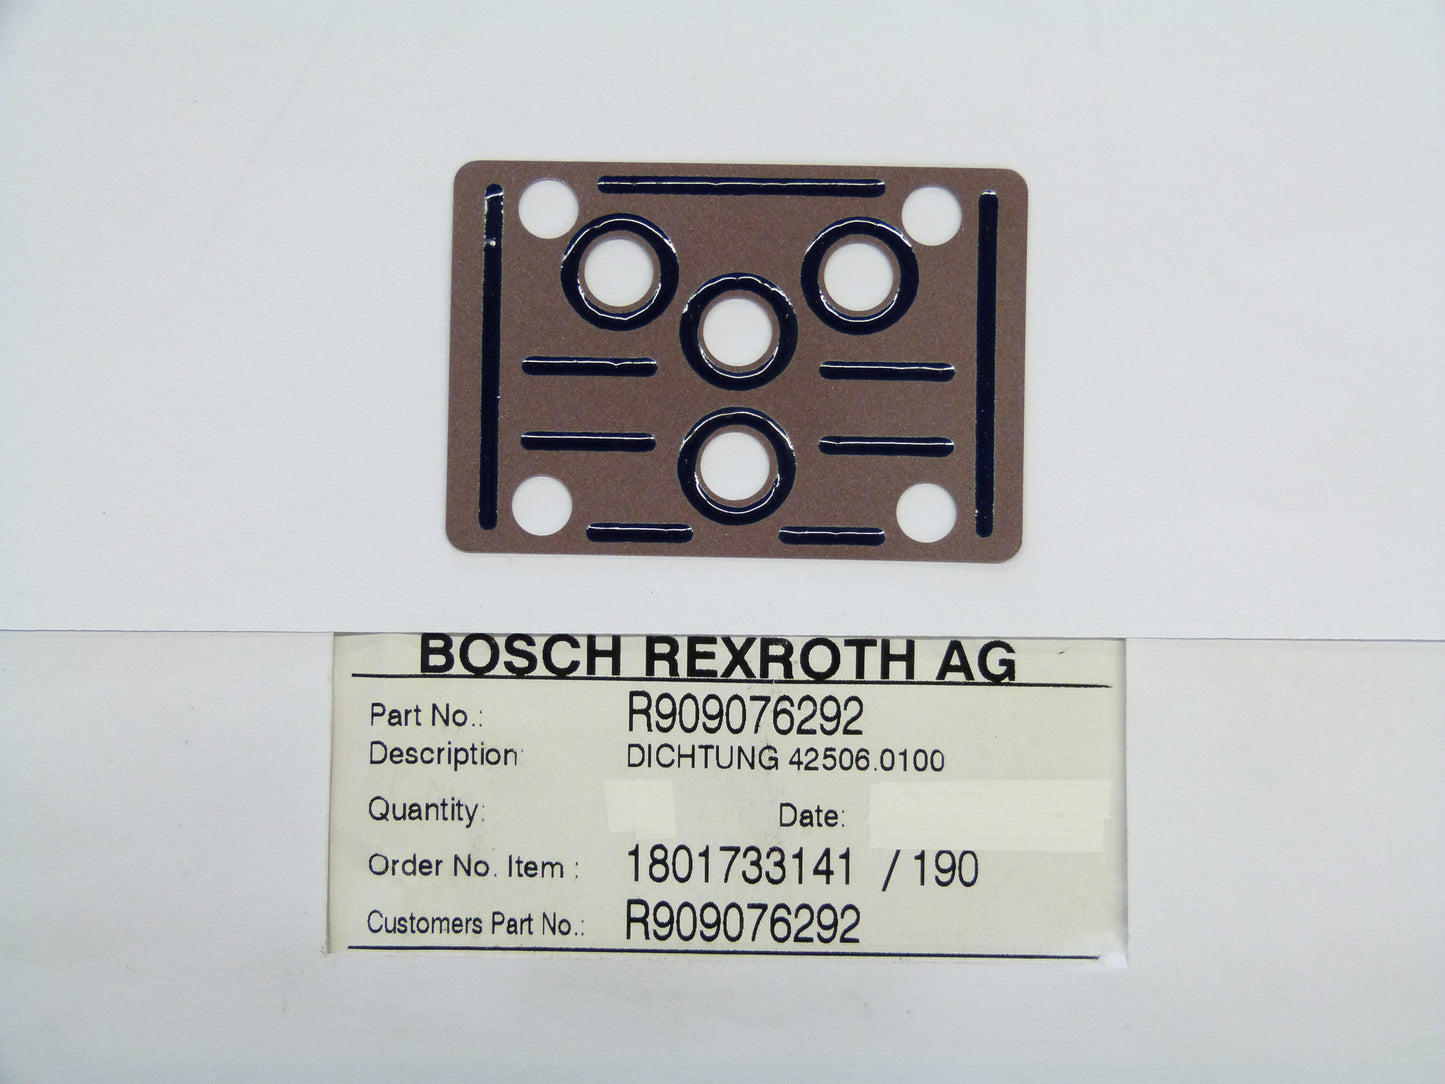 BOSCH REXROTH AG
Part No.: R909076292
Description: DICHTUNG 42506.0100
Quantity: Date:
Order No. Item : 1801733141 / 190
Customers Part No.: R909076292